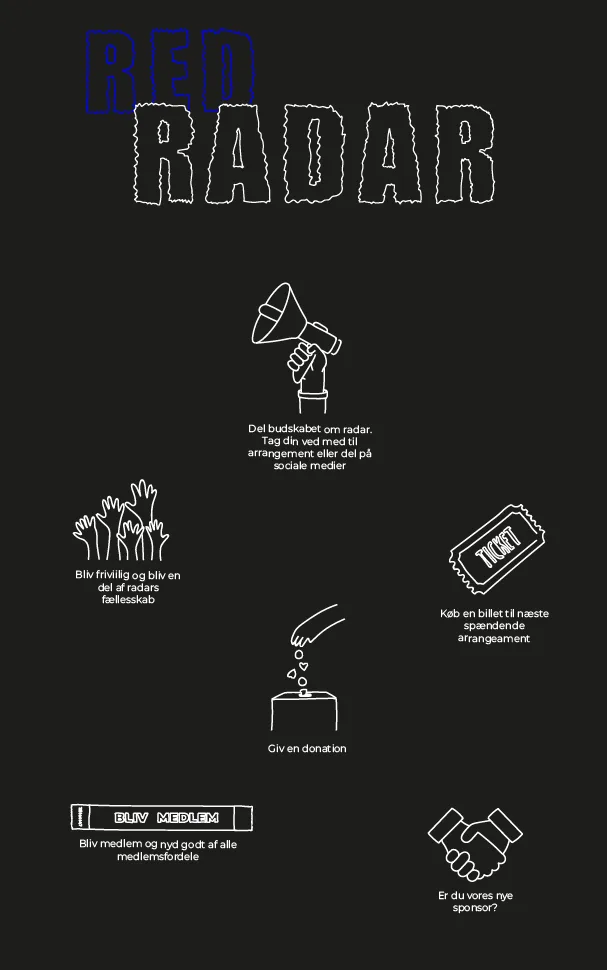 RED
RADAR
Del budskabet om radar.
Tag din ved med til
arrangement eller del på
sociale medier
Bliv friviilig og bliv en
del af radars
fællesskab
TICKET
Køb en billet til næste
spændende
arrangeament
Giv en donation
BLIV MEDLEM
Bliv medlem og nyd godt af alle
medlemsfordele
Er du vores nye
sponsor?